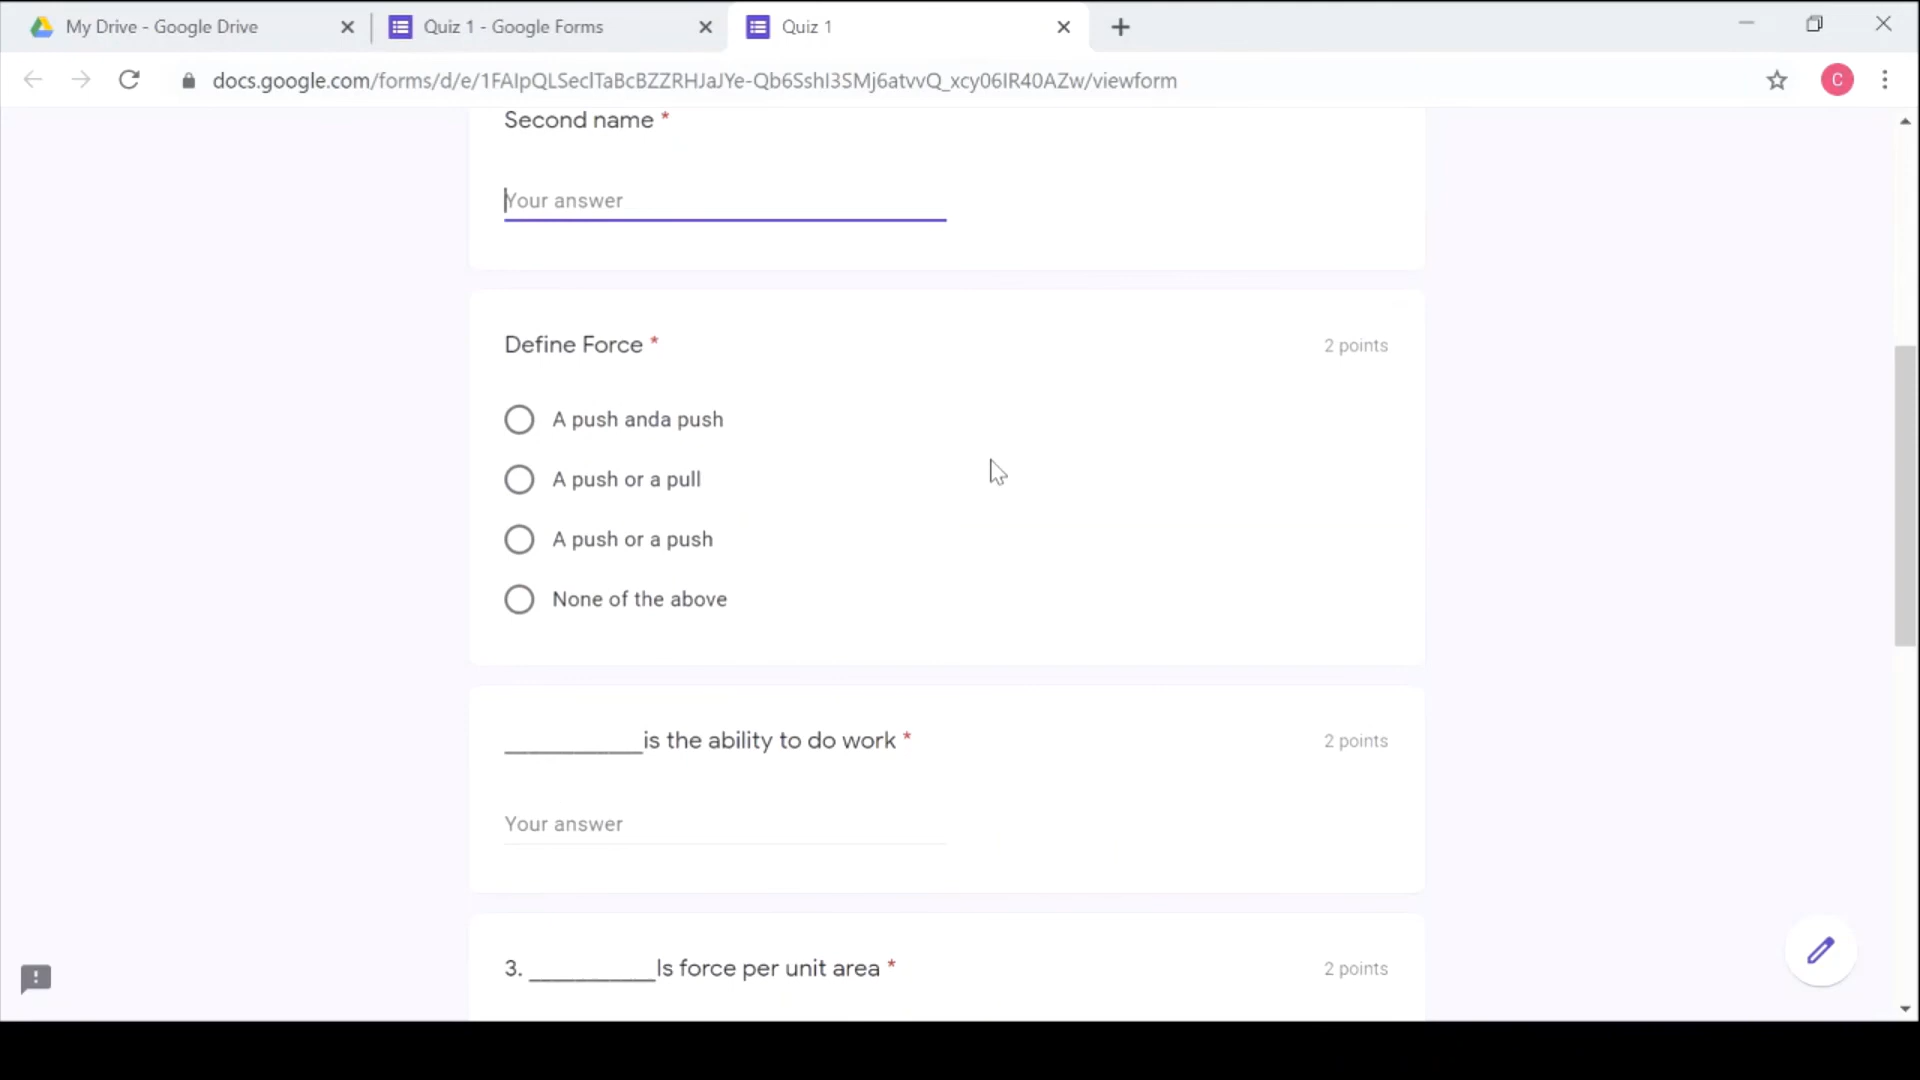 My Drive - Google Drive
Quiz 1 - Google Forms
Quiz 1
docs.google.com/forms/d/e/1FAIpQLSeclTaBcBZZRHJaJYe-Qb6SshI3SMj6atvvQ_xcy06IR40AZw/viewform
C
Second name *
Your answer
Define Force *
2 points
A push anda push
A push or a pull
A push or a push
None of the above
____________is the ability to do work *
2 points
Your answer
3. ___________Is force per unit area *
2 points